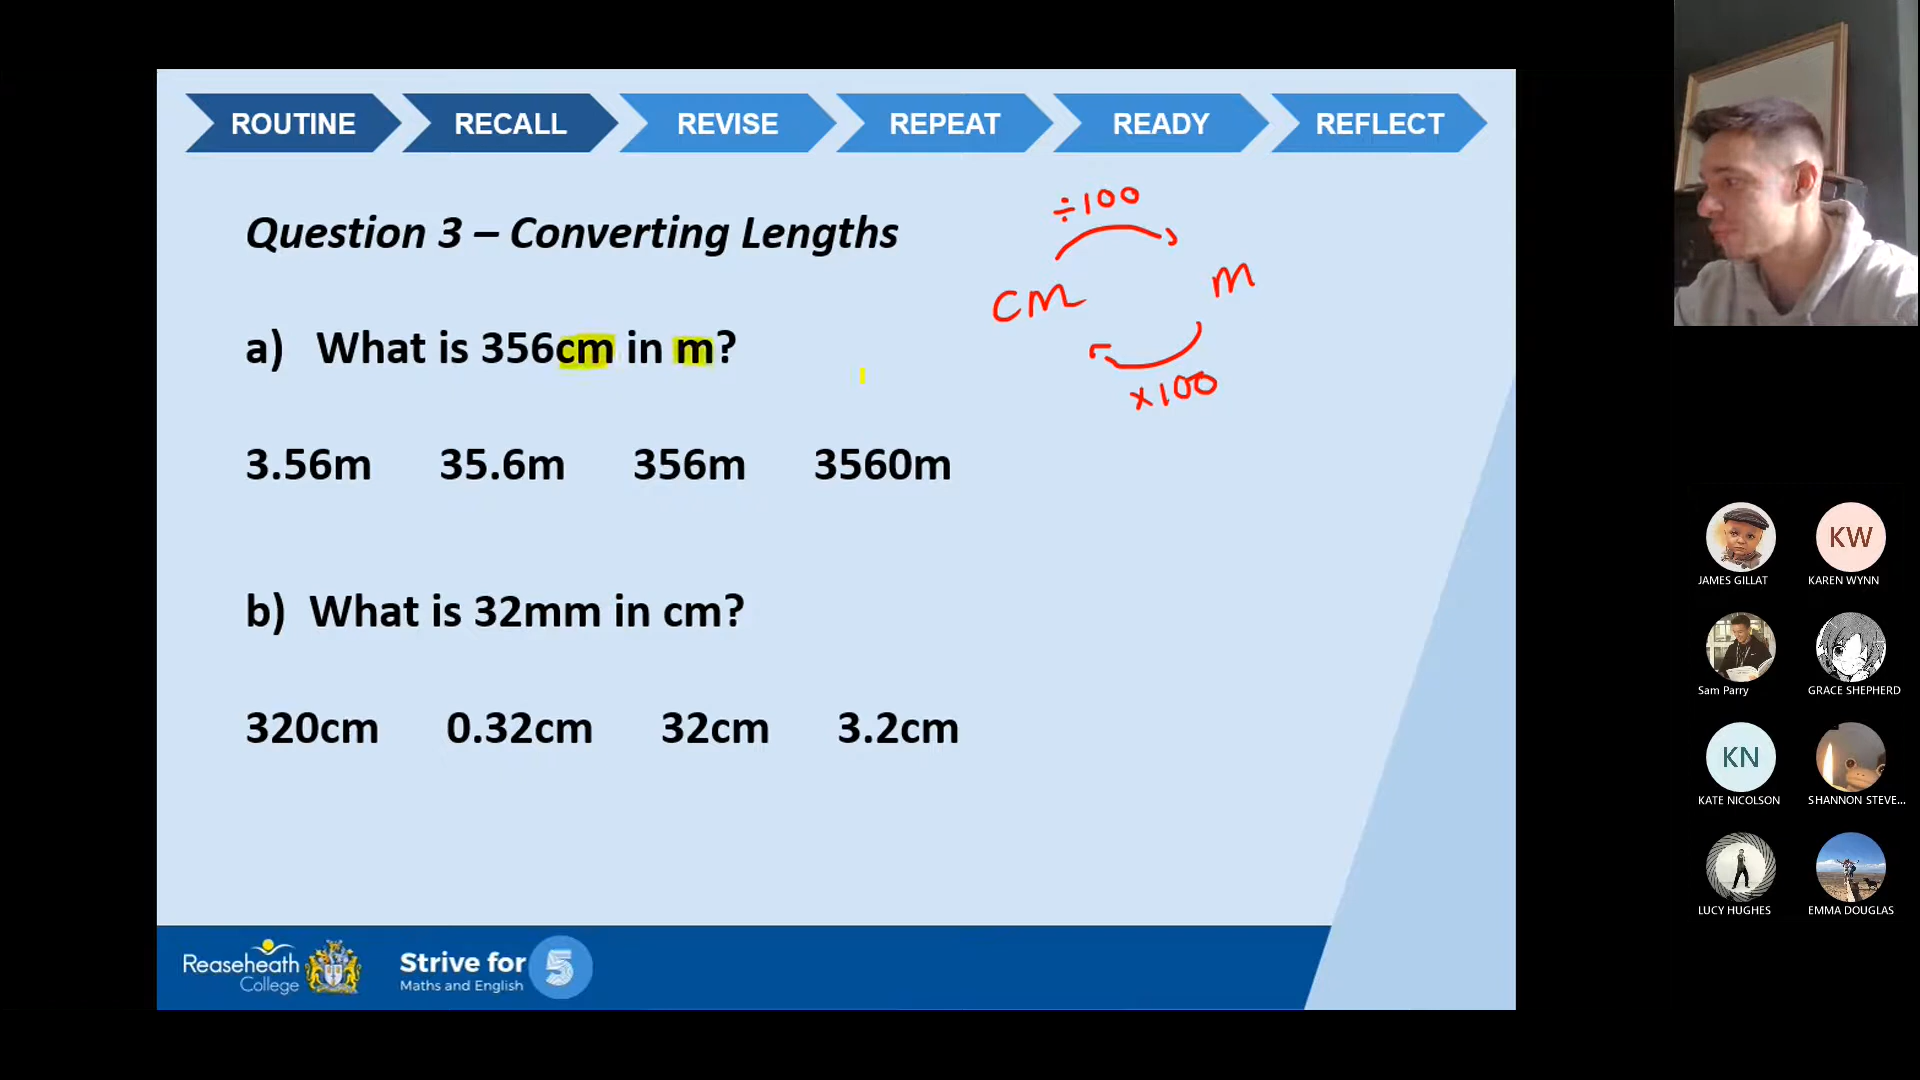 ROUTINE RECALL REVISE REPEAT READY REFLECT
Question 3 – Converting Lengths
÷100
cm m
×100
a) What is 356cm in m?
3.56m 35.6m 356m 3560m
b) What is 32mm in cm?
320cm 0.32cm 32cm 3.2cm
Reaseheath
College
Strive for 5
Maths and English
JAMES GILLAT KAREN WYNN
KW
Sam Parry GRACE SHEPHERD
KN
KATE NICOLSON SHANNON STEVE...
LUCY HUGHES EMMA DOUGLAS